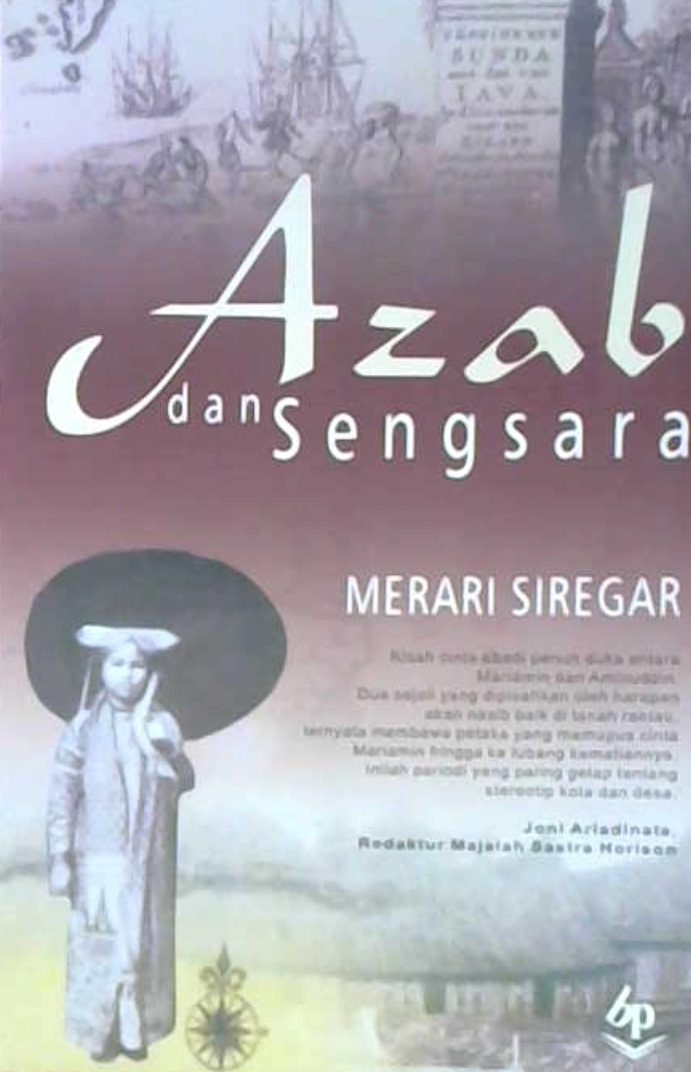 SUNDA
IAVA
Azab
dan Sengsara
MERARI SIREGAR
Kisah cinta abadi penuh duka antara
Mariamin dan Aminuddin.
Dua sejoli yang dipisahkan oleh harapan
akan nasib baik di tanah rantau,
ternyata membawa petaka yang memupus cinta
Mariamin hingga ke lubang kematiannya.
Inilah parodi yang paling gelap tentang
stereotip kota dan desa.
Joni Ariadinata,
Redaktur Majalah Sastra Horison
bp